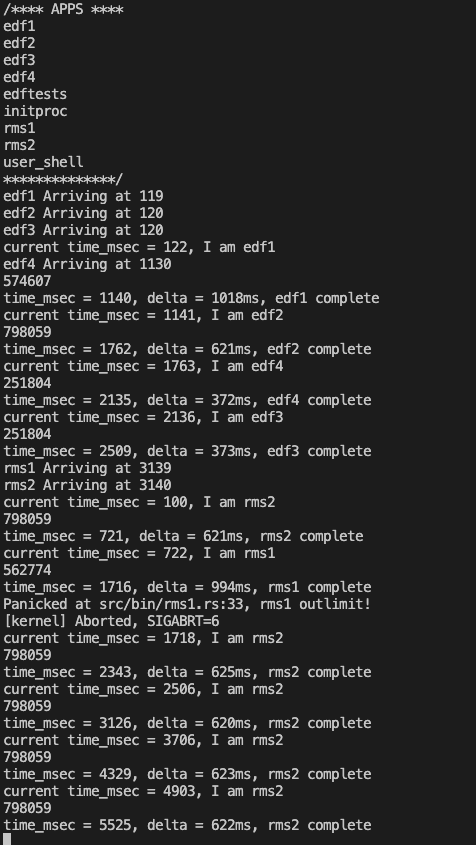 /**** APPS ****
edf1
edf2
edf3
edf4
edftests
initproc
rms1
rms2
user_shell
**************/
edf1 Arriving at 119
edf2 Arriving at 120
edf3 Arriving at 120
current time_msec = 122, I am edf1
edf4 Arriving at 1130
574607
time_msec = 1140, delta = 1018ms, edf1 complete
current time_msec = 1141, I am edf2
798059
time_msec = 1762, delta = 621ms, edf2 complete
current time_msec = 1763, I am edf4
251804
time_msec = 2135, delta = 372ms, edf4 complete
current time_msec = 2136, I am edf3
251804
time_msec = 2509, delta = 373ms, edf3 complete
rms1 Arriving at 3139
rms2 Arriving at 3140
current time_msec = 100, I am rms2
798059
time_msec = 721, delta = 621ms, rms2 complete
current time_msec = 722, I am rms1
562774
time_msec = 1716, delta = 994ms, rms1 complete
Panicked at src/bin/rms1.rs:33, rms1 outlimit!
[kernel] Aborted, SIGABRT=6
current time_msec = 1718, I am rms2
798059
time_msec = 2343, delta = 625ms, rms2 complete
current time_msec = 2506, I am rms2
798059
time_msec = 3126, delta = 620ms, rms2 complete
current time_msec = 3706, I am rms2
798059
time_msec = 4329, delta = 623ms, rms2 complete
current time_msec = 4903, I am rms2
798059
time_msec = 5525, delta = 622ms, rms2 complete